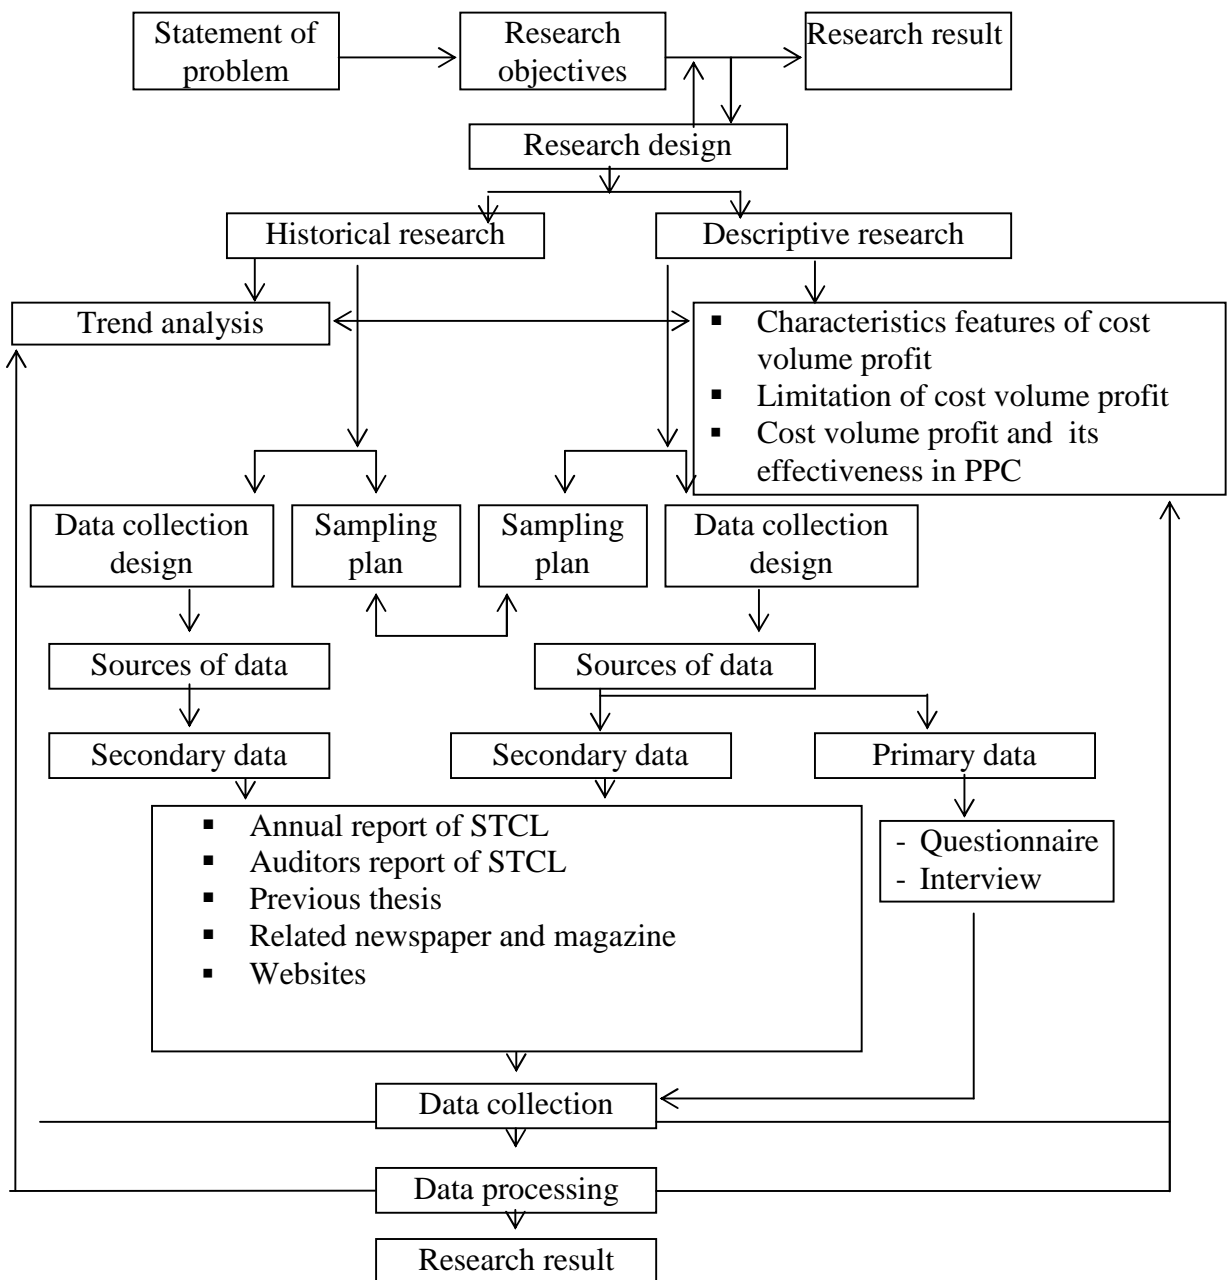 Statement of
problem
Research
objectives
Research result
Research design
Historical research
Descriptive research
Trend analysis
▪ Characteristics features of cost
volume profit
▪ Limitation of cost volume profit
▪ Cost volume profit and its
effectiveness in PPC
Data collection
design
Sampling
plan
Sampling
plan
Data collection
design
Sources of data
Sources of data
Secondary data
Secondary data
Primary data
▪ Annual report of STCL
▪ Auditors report of STCL
▪ Previous thesis
▪ Related newspaper and magazine
▪ Websites
- Questionnaire
- Interview
Data collection
Data processing
Research result